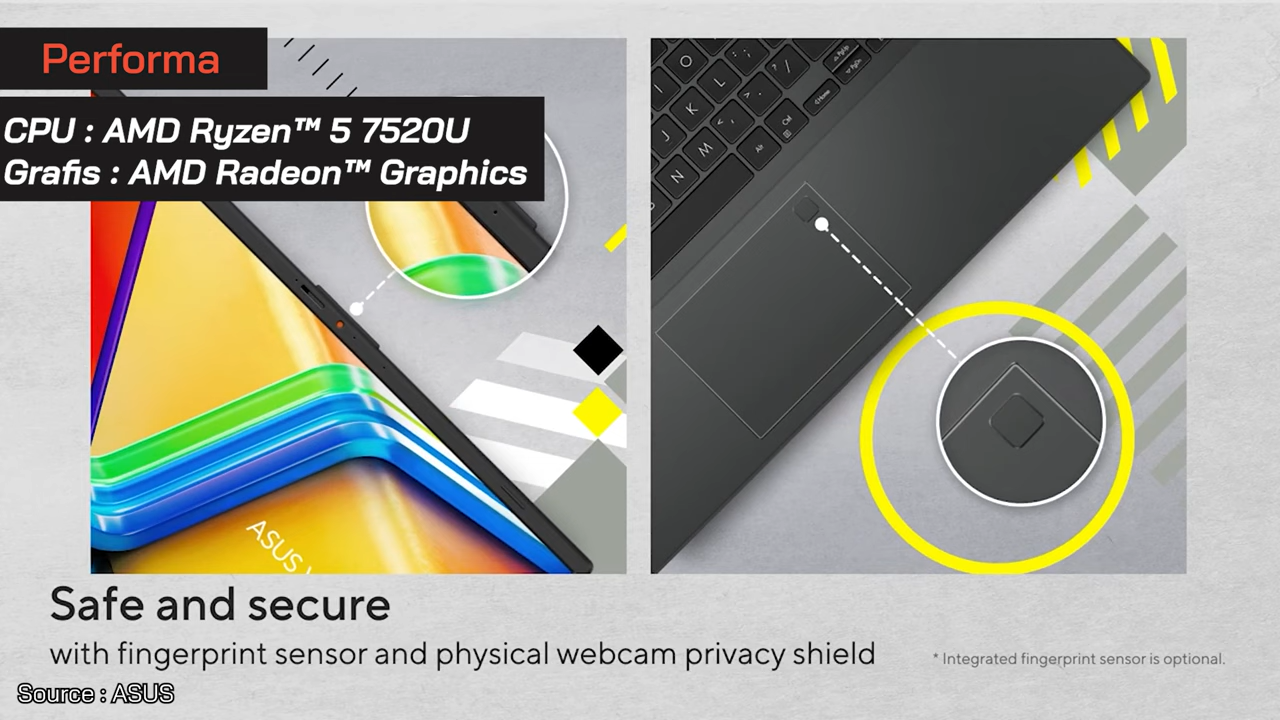 Performa
CPU : AMD Ryzen™ 5 7520U
Grafis : AMD Radeon™ Graphics
ASUS
Safe and secure
with fingerprint sensor and physical webcam privacy shield
* Integrated fingerprint sensor is optional.
Source : ASUS